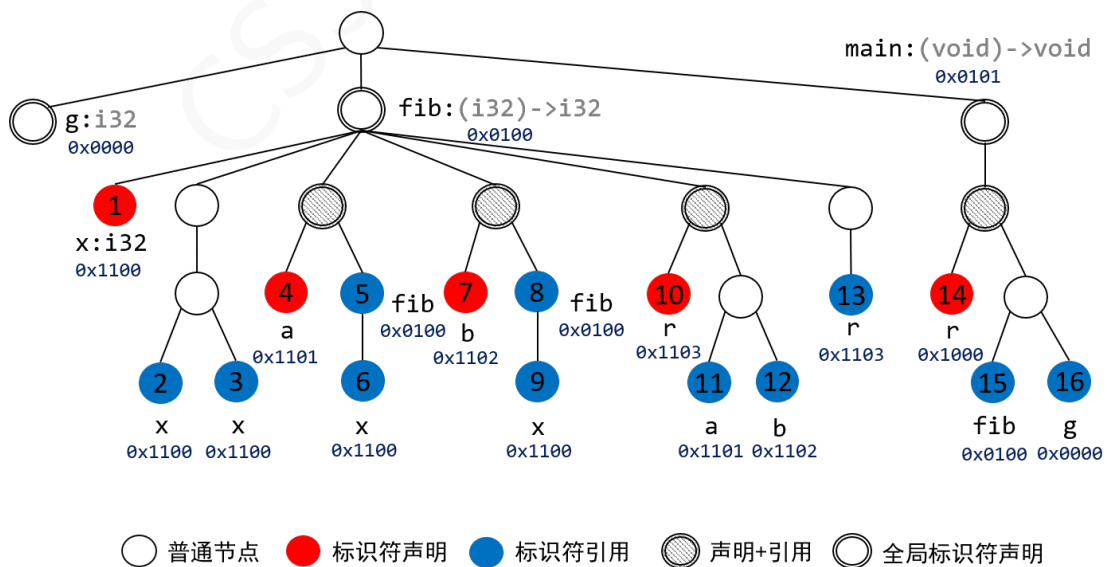 main:(void)->void
0x0101
g:i32
0x0000
fib:(i32)->i32
0x0100
1
x:i32
0x1100
4
a
0x1101
5
fib
0x0100
7
b
0x1102
8
fib
0x0100
10
r
0x1103
13
r
0x1103
14
r
0x1000
2
x
0x1100
3
x
0x1100
6
x
0x1100
9
x
0x1100
11
a
0x1101
12
b
0x1102
15
fib
0x0100
16
g
0x0000
普通节点
标识符声明
标识符引用
声明+引用
全局标识符声明